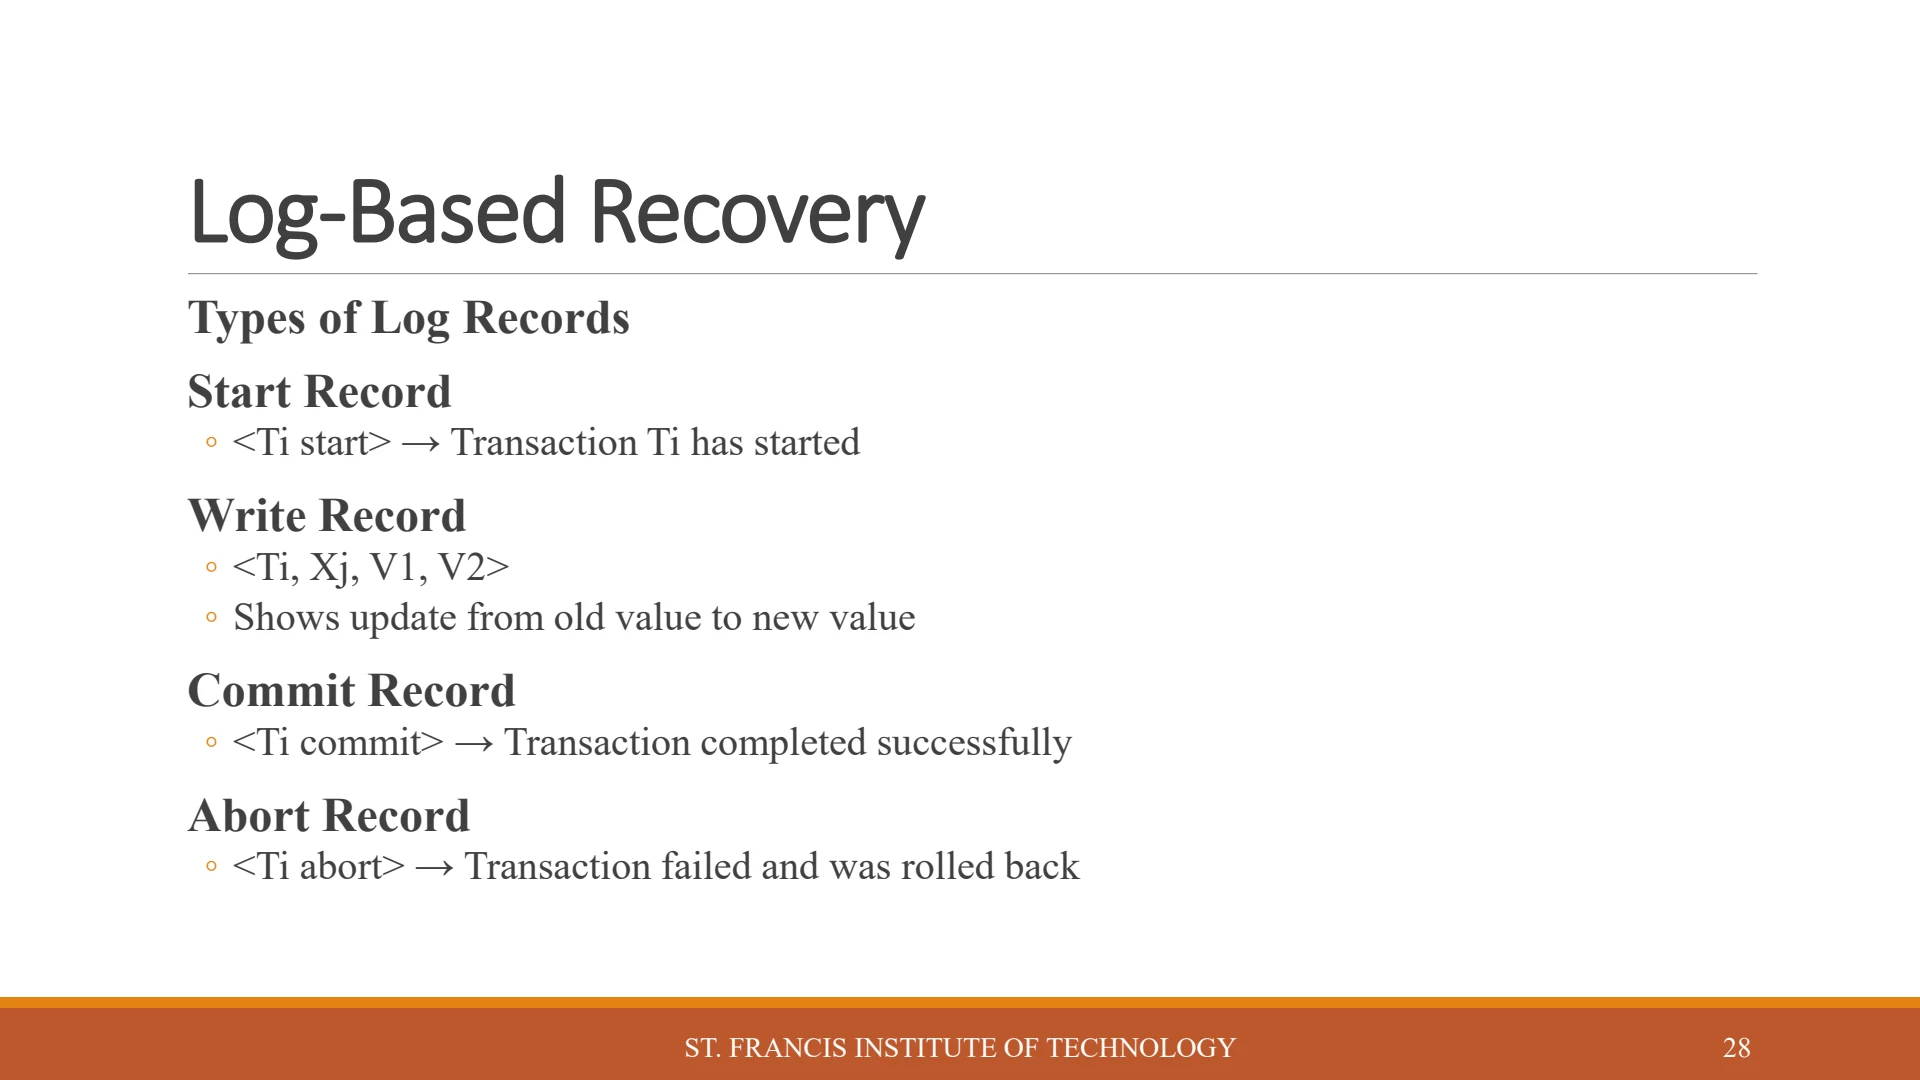 Log-Based Recovery
Types of Log Records
Start Record
◦ <Ti start> → Transaction Ti has started
Write Record
◦ <Ti, Xj, V1, V2>
◦ Shows update from old value to new value
Commit Record
◦ <Ti commit> → Transaction completed successfully
Abort Record
◦ <Ti abort> → Transaction failed and was rolled back
ST. FRANCIS INSTITUTE OF TECHNOLOGY
28